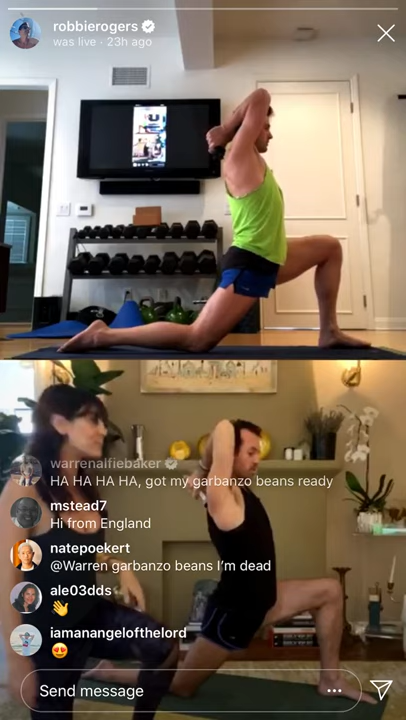 robbierogers
was live · 23h ago
warrenalfiebaker
HA HA HA HA, got my garbanzo beans ready
mstead7
Hi from England
natepoekert
@Warren garbanzo beans I'm dead
ale03dds
👋
iamanangelofthelord
😍
Send message